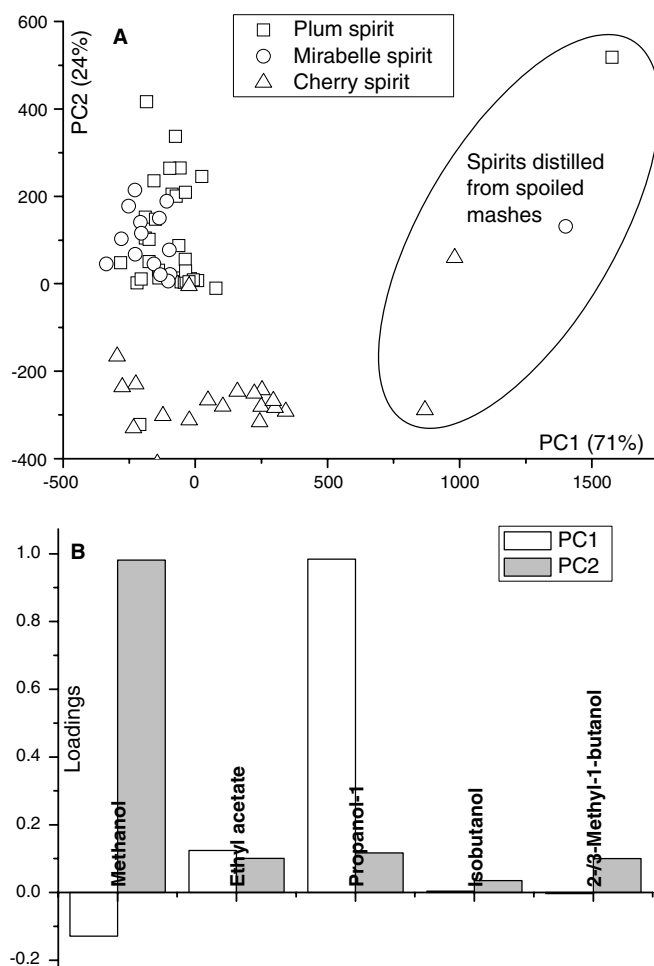 600
A
Plum spirit
Mirabelle spirit
Cherry spirit
PC2 (24%)
400
Spirits distilled
from spoiled
mashes
200
0
-200
-400
PC1 (71%)
-500
0
500
1000
1500
B
PC1
PC2
1.0
0.8
0.6
0.4
0.2
0.0
-0.2
Loadings
Methanol
Ethyl acetate
Propanol-1
Isobutanol
2-/3-Methyl-1-butanol